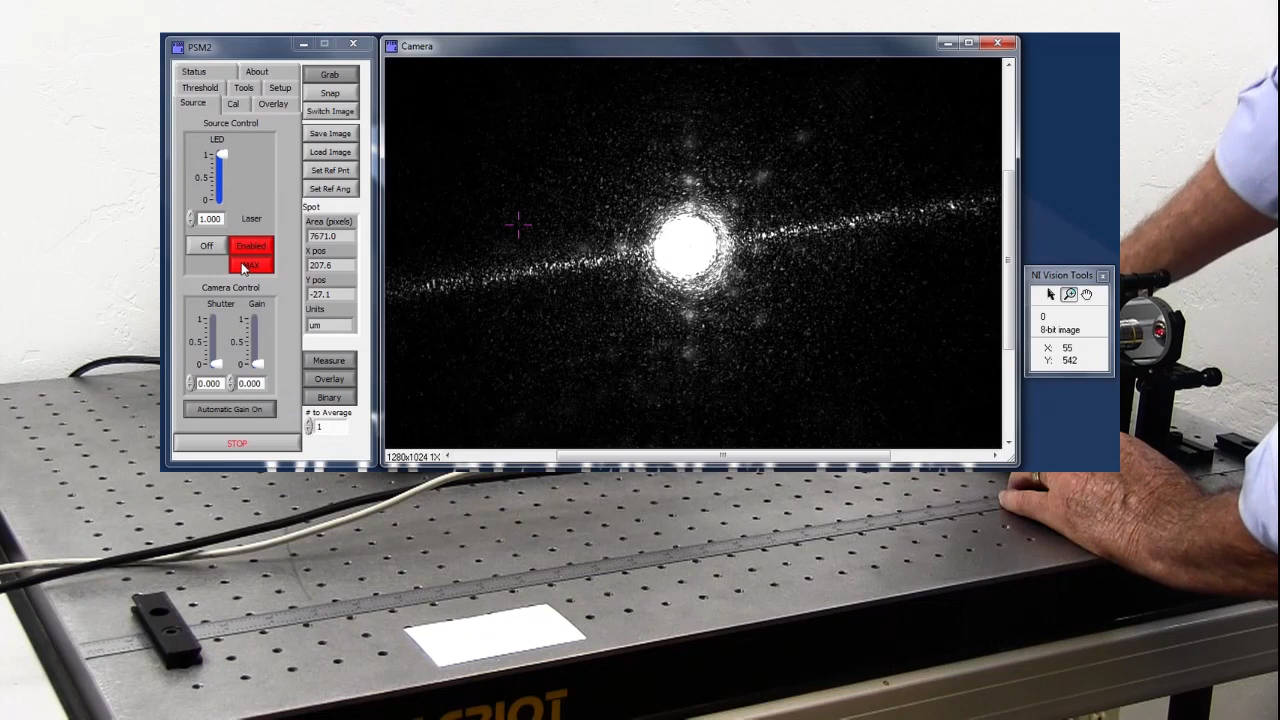 PSM2
Status About
Threshold Tools Setup
Source Cal Overlay
Source Control
LED
1
0.5
0
1.000 Laser
Off Enabled
MAX
Camera Control
Shutter Gain
1 1
0.5 0.5
0 0
0.000 0.000
Automatic Gain On
STOP
Grab
Snap
Switch Image
Save Image
Load Image
Set Ref Pnt
Set Ref Ang
Spot
Area (pixels)
7671.0
X pos
207.6
Y pos
-27.1
Units
um
Measure
Overlay
Binary
# to Average
1
Camera
1280x1024 1X
NI Vision Tools
0
8-bit image
X: 55
Y: 542